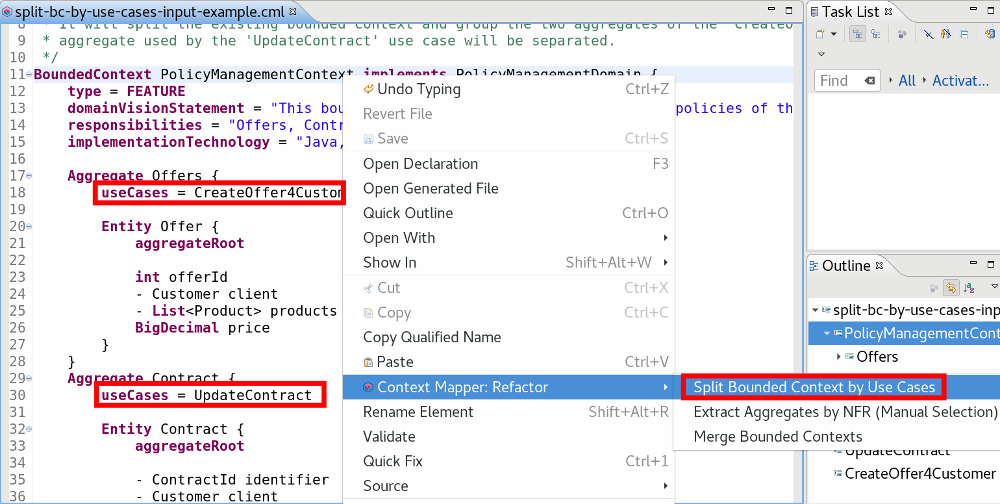 split-bc-by-use-cases-input-example.cml
Task List
8 * It will split the existing bounded context and group the two aggregates of the 'CreateO
9 * aggregate used by the 'UpdateContract' use case will be separated.
10 */
11 BoundedContext PolicyManagementContext implements PolicyManagementDomain {
12 type = FEATURE
13 domainVisionStatement = "This bou policies of th
14 responsibilities = "Offers, Contr
15 implementationTechnology = "Java,
16
17 Aggregate Offers {
18 useCases = CreateOffer4Custom
19
20 Entity Offer {
21 aggregateRoot
22
23 int offerId
24 - Customer client
25 - List<Product> products
26 BigDecimal price
27 }
28 }
29 Aggregate Contract {
30 useCases = UpdateContract
31
32 Entity Contract {
33 aggregateRoot
34
35 - ContractId identifier
36 - Customer client
Undo Typing Ctrl+Z
Revert File
Save Ctrl+S
Open Declaration F3
Open Generated File
Quick Outline Ctrl+O
Open With
Show In Shift+Alt+W
Cut Ctrl+X
Copy Ctrl+C
Copy Qualified Name
Paste Ctrl+V
Context Mapper: Refactor
Rename Element Shift+Alt+R
Validate
Quick Fix Ctrl+1
Source
Split Bounded Context by Use Cases
Extract Aggregates by NFR (Manual Selection)
Merge Bounded Contexts
Find All Activat...
Outline
split-bc-by-use-cases-inp
PolicyManagementCont
Offers
UpdateContract
CreateOffer4Customer